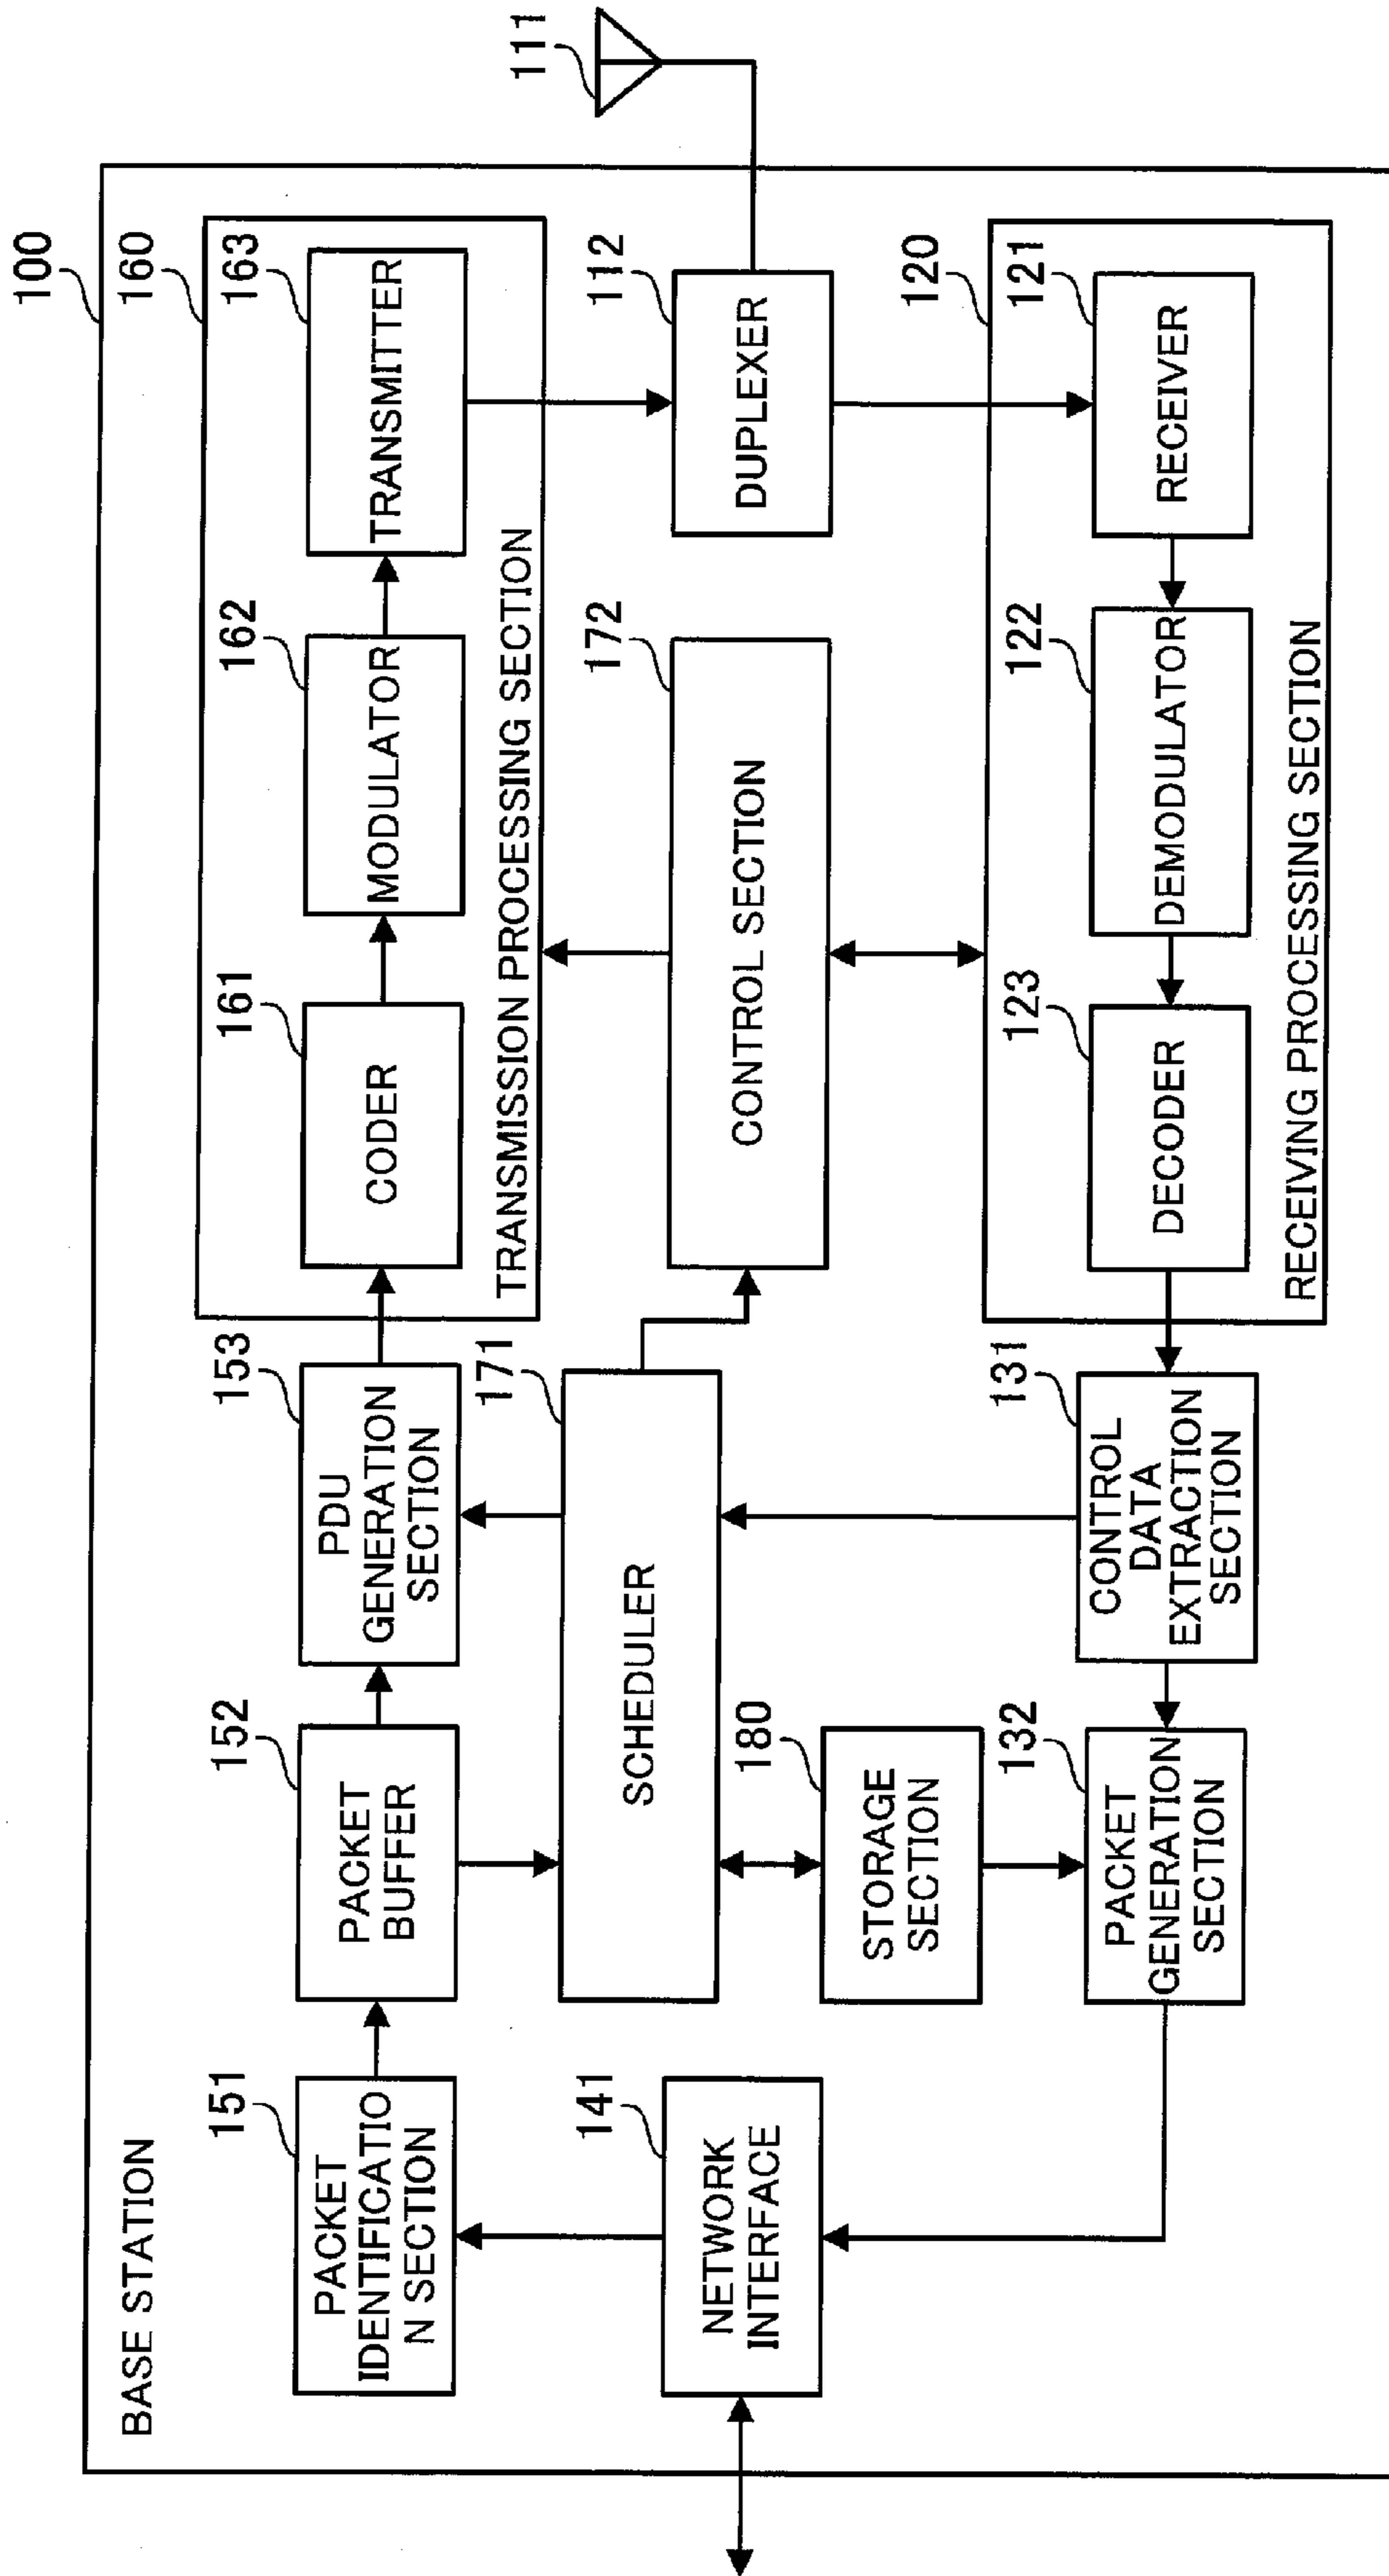 100
BASE STATION
160
151
PACKET
IDENTIFICATIO
N SECTION
152
PACKET
BUFFER
153
PDU
GENERATION
SECTION
161
CODER
162
MODULATOR
163
TRANSMITTER
TRANSMISSION PROCESSING SECTION
111
141
NETWORK
INTERFACE
171
SCHEDULER
172
CONTROL SECTION
112
DUPLEXER
180
STORAGE
SECTION
120
132
PACKET
GENERATION
SECTION
131
CONTROL
DATA
EXTRACTION
SECTION
123
DECODER
122
DEMODULATOR
121
RECEIVER
RECEIVING PROCESSING SECTION